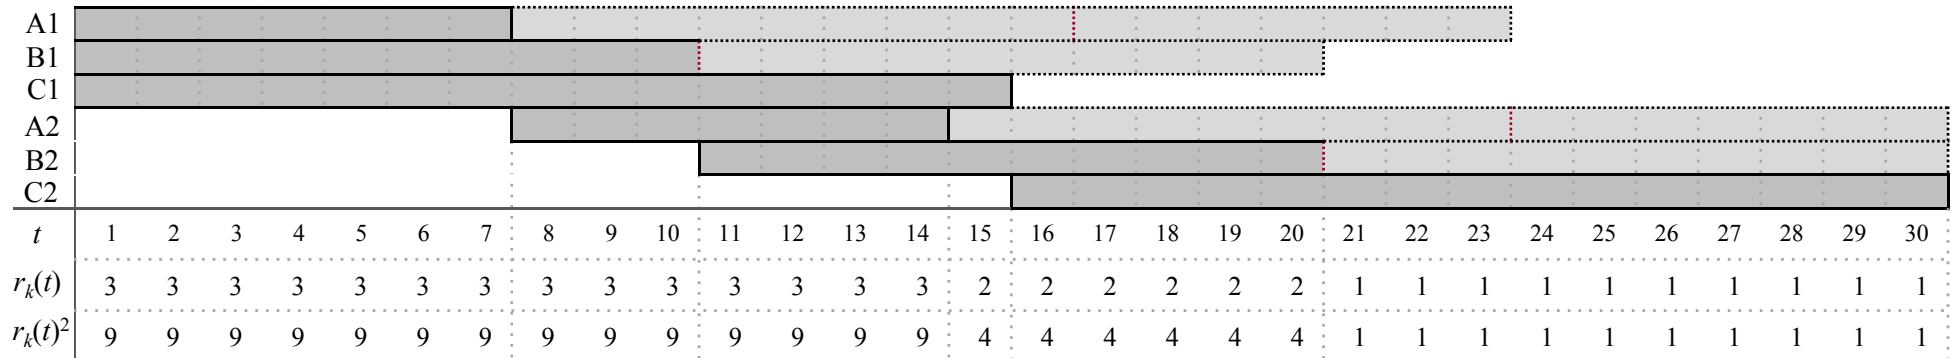 A1
B1
C1
A2
B2
C2
t 1 2 3 4 5 6 7 8 9 10 11 12 13 14 15 16 17 18 19 20 21 22 23 24 25 26 27 28 29 30
rₖ(t) 3 3 3 3 3 3 3 3 3 3 3 3 3 3 2 2 2 2 2 2 1 1 1 1 1 1 1 1 1 1
rₖ(t)² 9 9 9 9 9 9 9 9 9 9 9 9 9 9 4 4 4 4 4 4 1 1 1 1 1 1 1 1 1 1